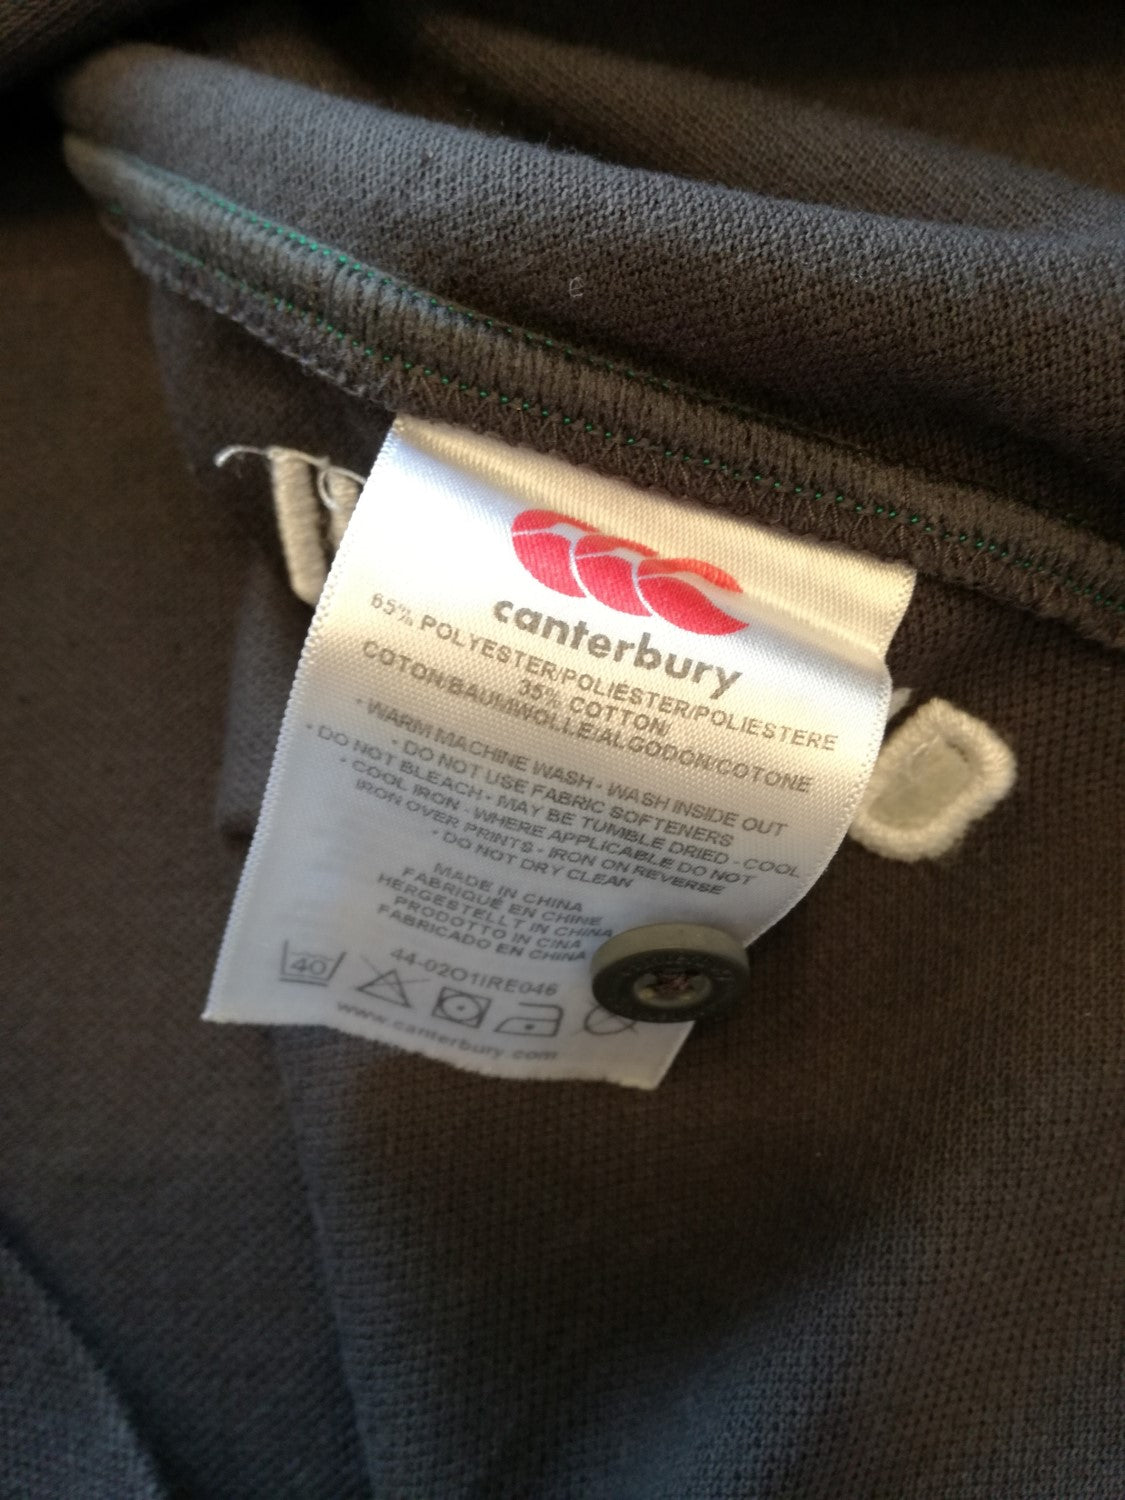 canterbury
65% POLYESTER/POLIÉSTER/POLIESTERE
35% COTTON/
COTON/BAUMWOLLE/ALGODON/COTONE
• WARM MACHINE WASH - WASH INSIDE OUT
• DO NOT USE FABRIC SOFTENERS
• DO NOT BLEACH - MAY BE TUMBLE DRIED - COOL
• COOL IRON - WHERE APPLICABLE DO NOT
IRON OVER PRINTS - IRON ON REVERSE
• DO NOT DRY CLEAN
MADE IN CHINA
FABRIQUÉ EN CHINE
HERGESTELLT IN CHINA
PRODOTTO IN CINA
FABRICADO EN CHINA
44-02O1IRE046
40
www.canterbury.com